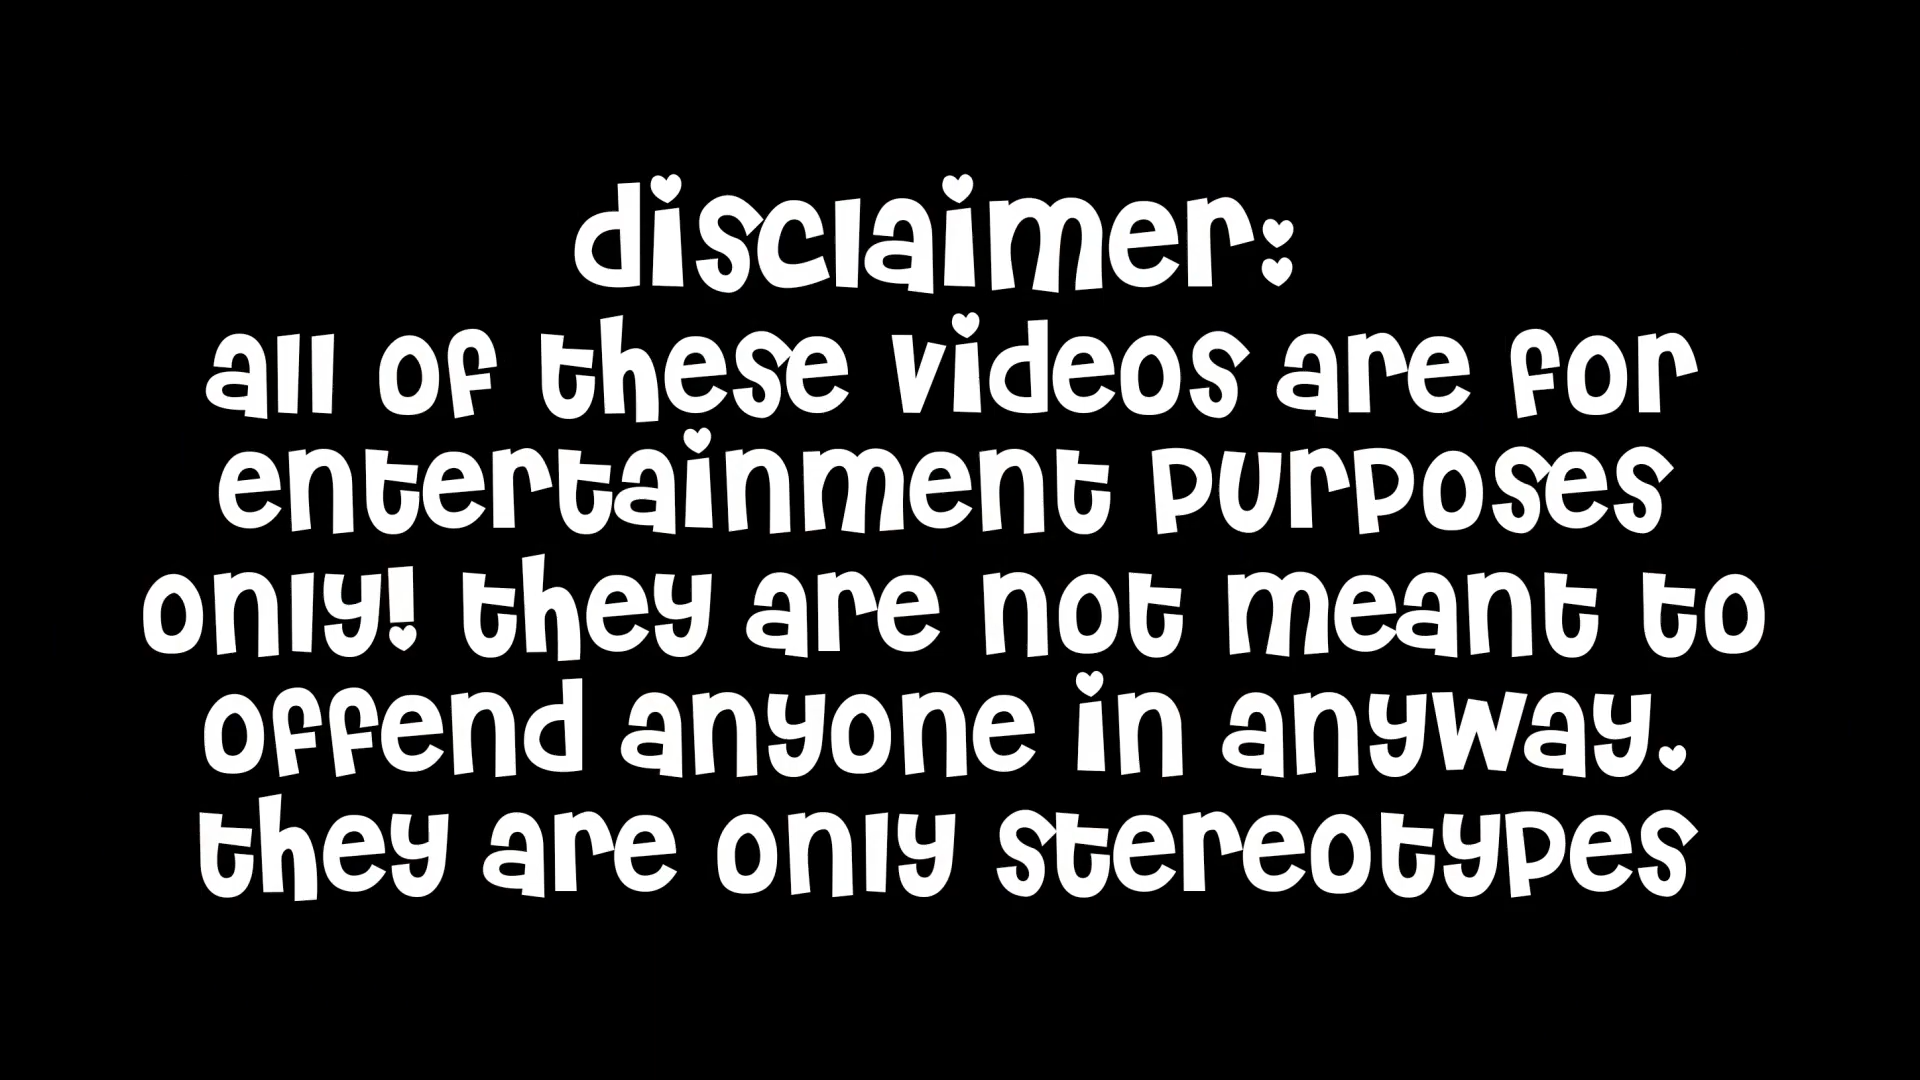 disclaimer:
all of these videos are for
entertainment purposes
only! they are not meant to
offend anyone in anyway.
they are only stereotypes